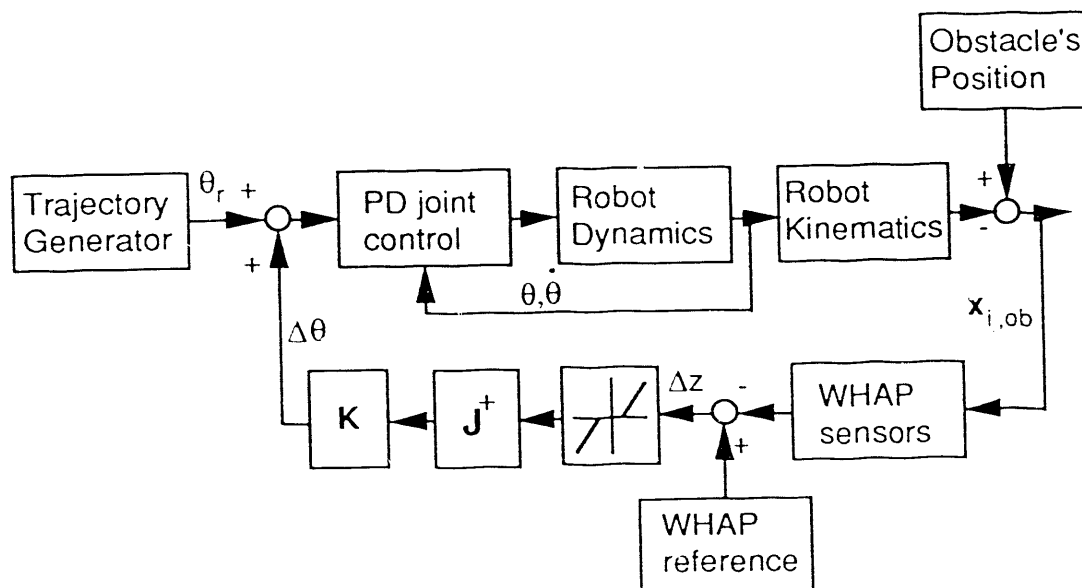 Obstacle's
Position
Trajectory
Generator
θr +
+
PD joint
control
Robot
Dynamics
Robot
Kinematics
+
-
θ,θ̇
Δθ
xi,ob
K
J+
Δz
-
+
WHAP
sensors
WHAP
reference